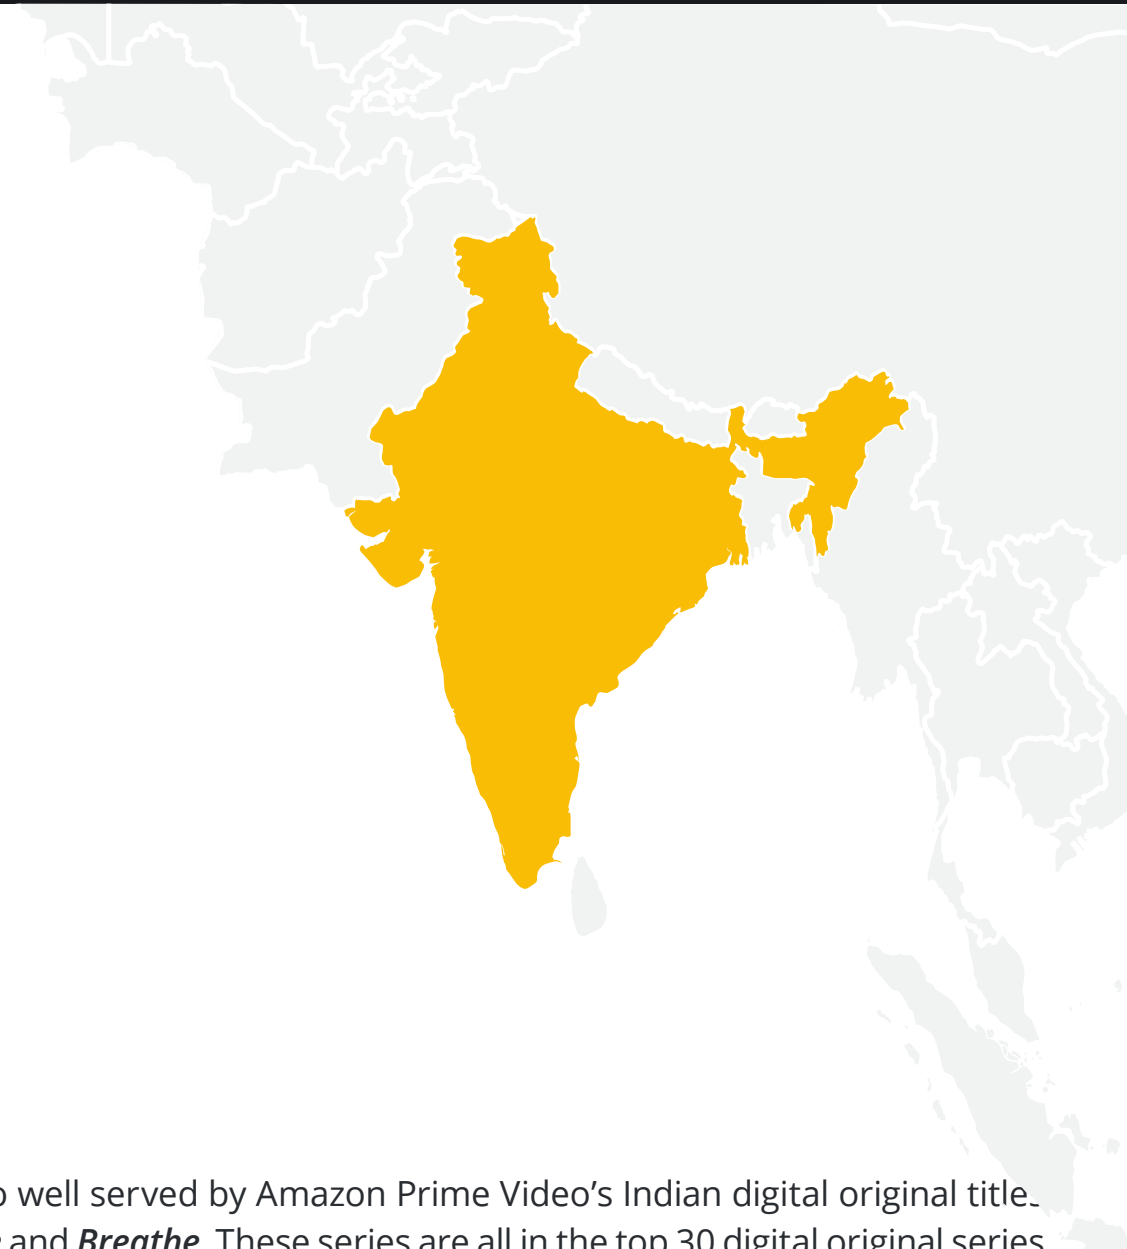 well served by Amazon Prime Video's Indian digital original titles
and Breathe. These series are all in the top 30 digital original series